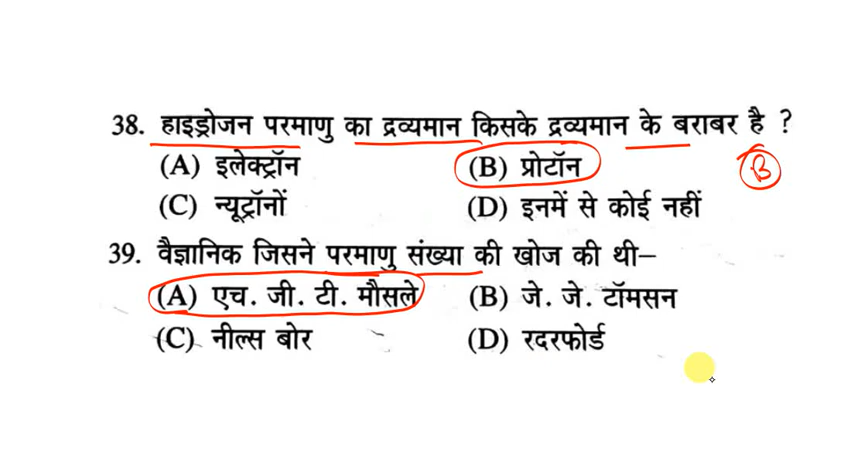 38. हाइड्रोजन परमाणु का द्रव्यमान किसके द्रव्यमान के बराबर है ?
(A) इलेक्ट्रॉन (B) प्रोटॉन B
(C) न्यूट्रॉनों (D) इनमें से कोई नहीं
39. वैज्ञानिक जिसने परमाणु संख्या की खोज की थी–
(A) एच. जी. टी. मौसले (B) जे. जे. टॉमसन
(C) नील्स बोर (D) रदरफोर्ड